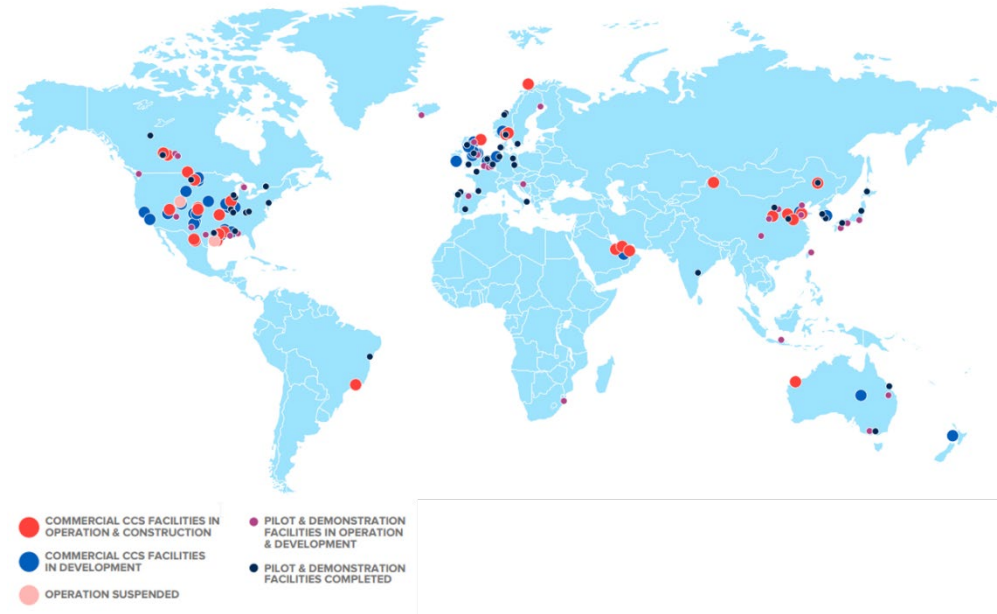 COMMERCIAL CCS FACILITIES IN
OPERATION & CONSTRUCTION
COMMERCIAL CCS FACILITIES
IN DEVELOPMENT
OPERATION SUSPENDED
PILOT & DEMONSTRATION
FACILITIES IN OPERATION
& DEVELOPMENT
PILOT & DEMONSTRATION
FACILITIES COMPLETED